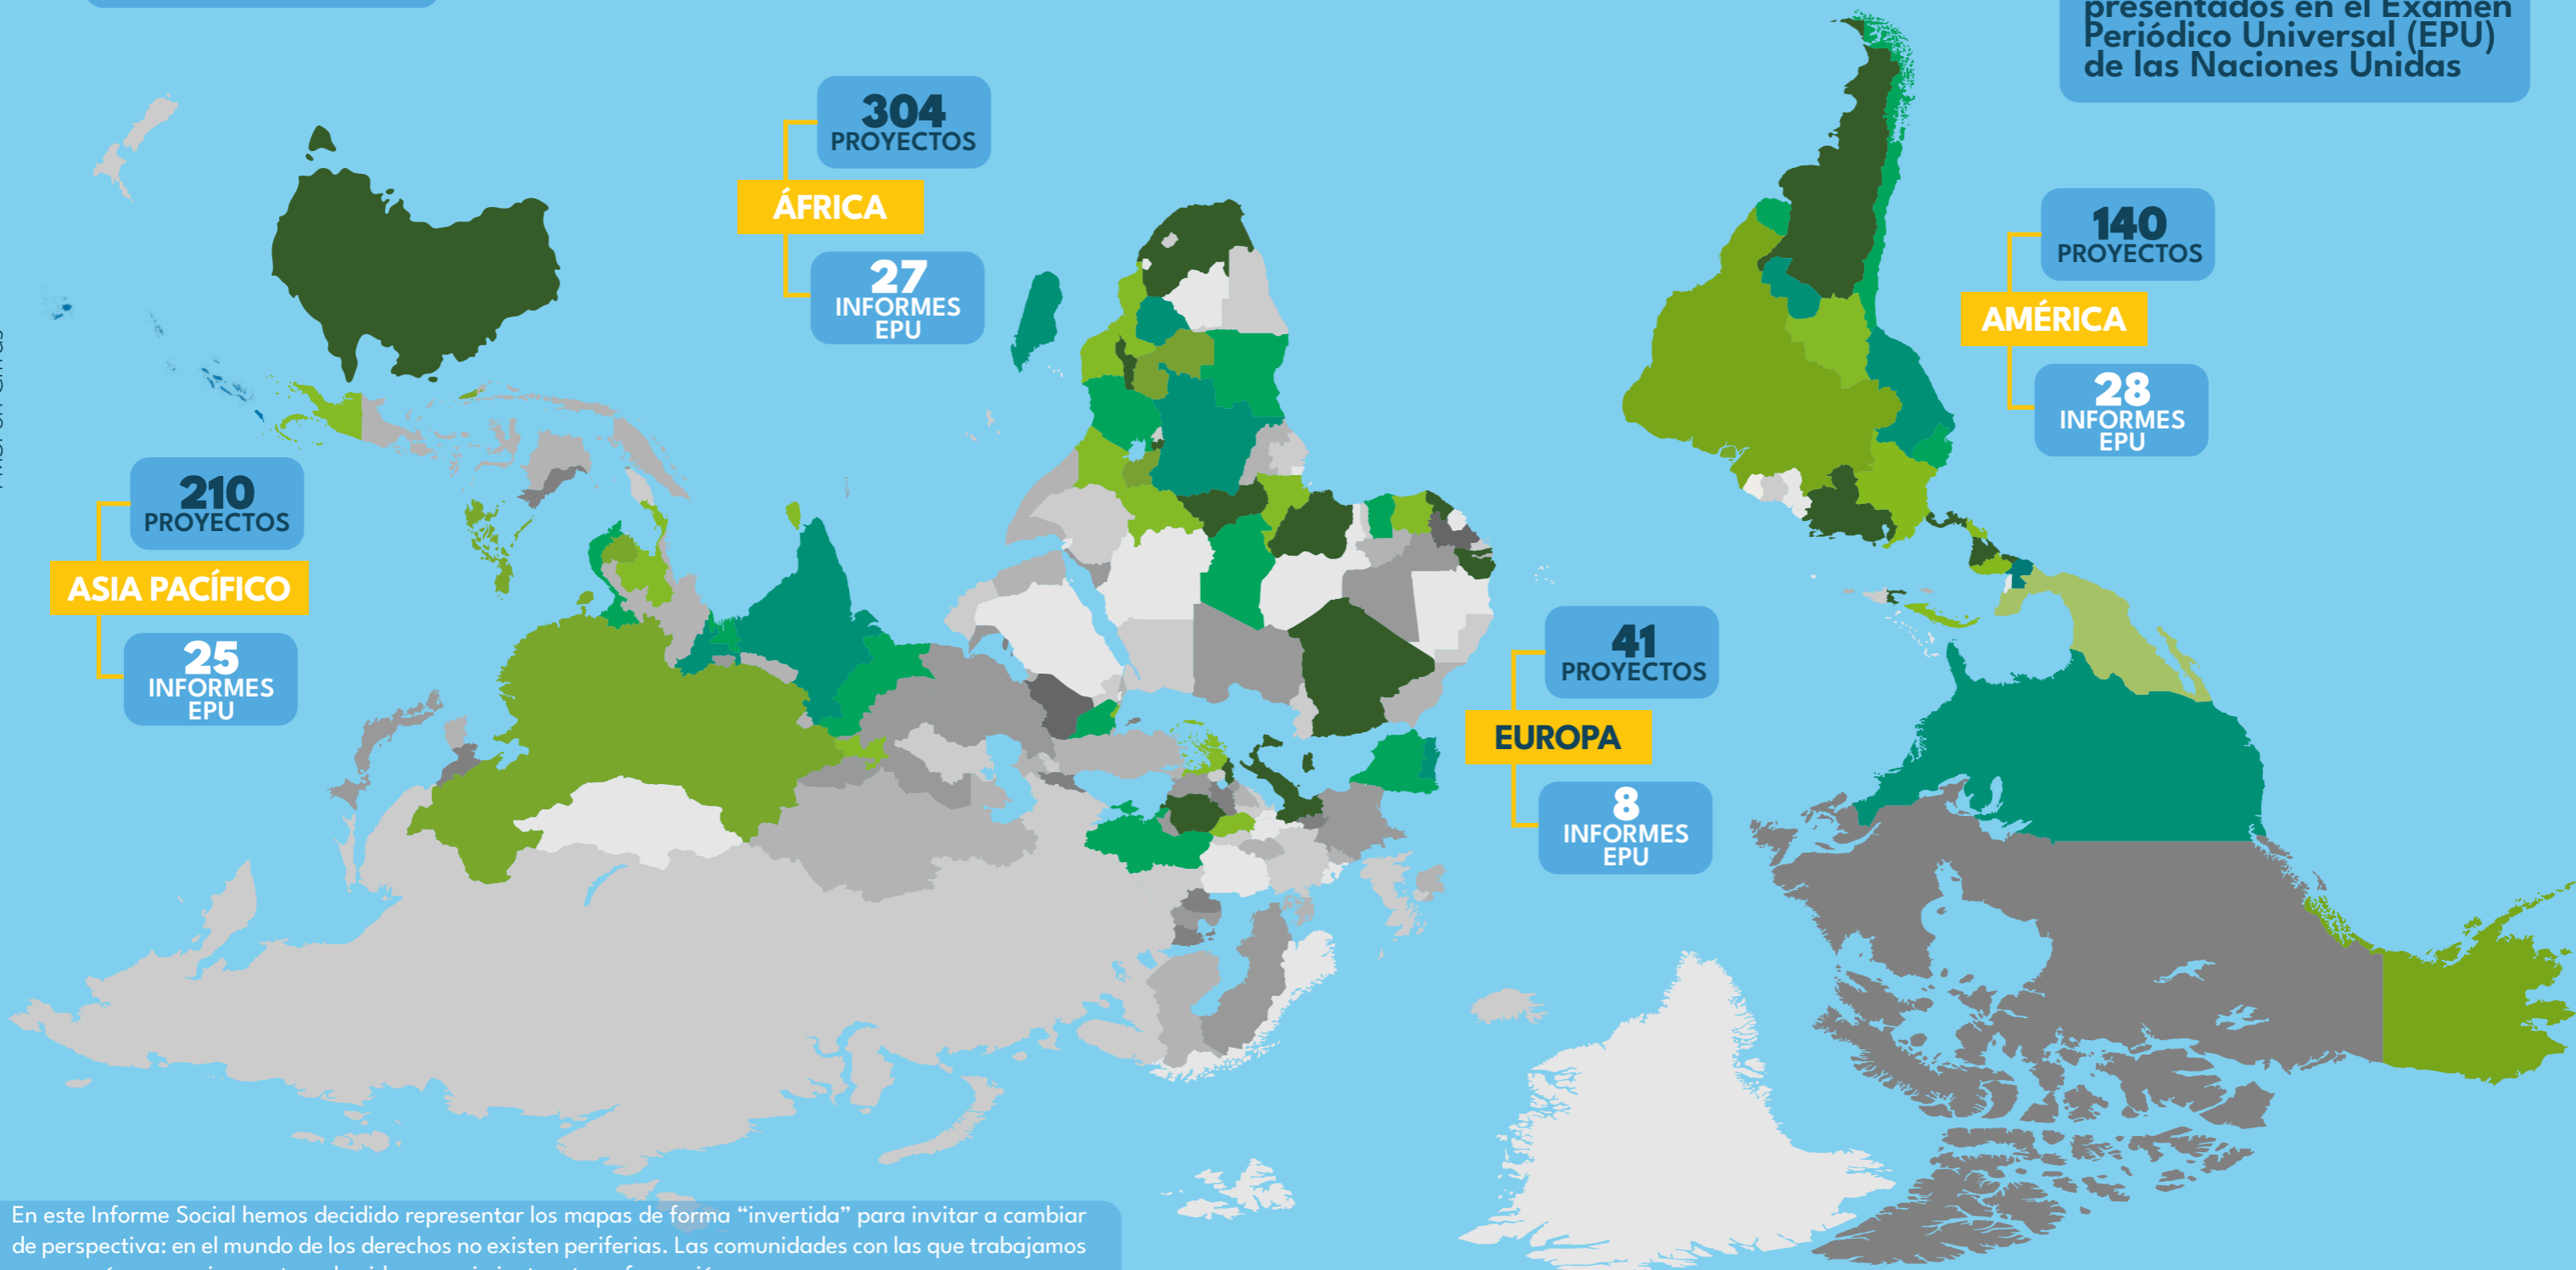 presentados en el Examen
Periódico Universal (EPU)
de las Naciones Unidas
304
PROYECTOS
ÁFRICA
27
INFORMES
EPU
140
PROYECTOS
AMÉRICA
28
INFORMES
EPU
210
PROYECTOS
ASIA PACÍFICO
25
INFORMES
EPU
41
PROYECTOS
EUROPA
8
INFORMES
EPU
En este Informe Social hemos decidido representar los mapas de forma “invertida” para invitar a cambiar
de perspectiva: en el mundo de los derechos no existen periferias. Las comunidades con las que trabajamos